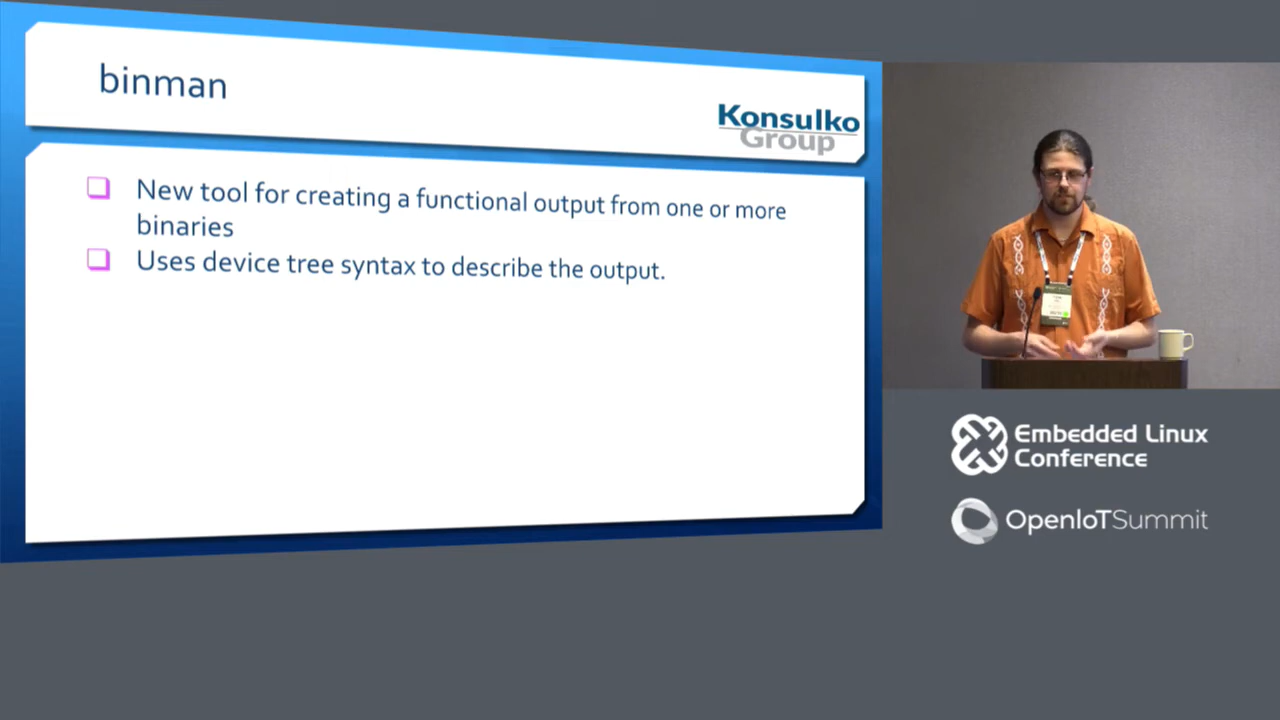 binman
Konsulko
Group
New tool for creating a functional output from one or more
binaries
Uses device tree syntax to describe the output.
Embedded Linux
Conference
OpenIoTSummit